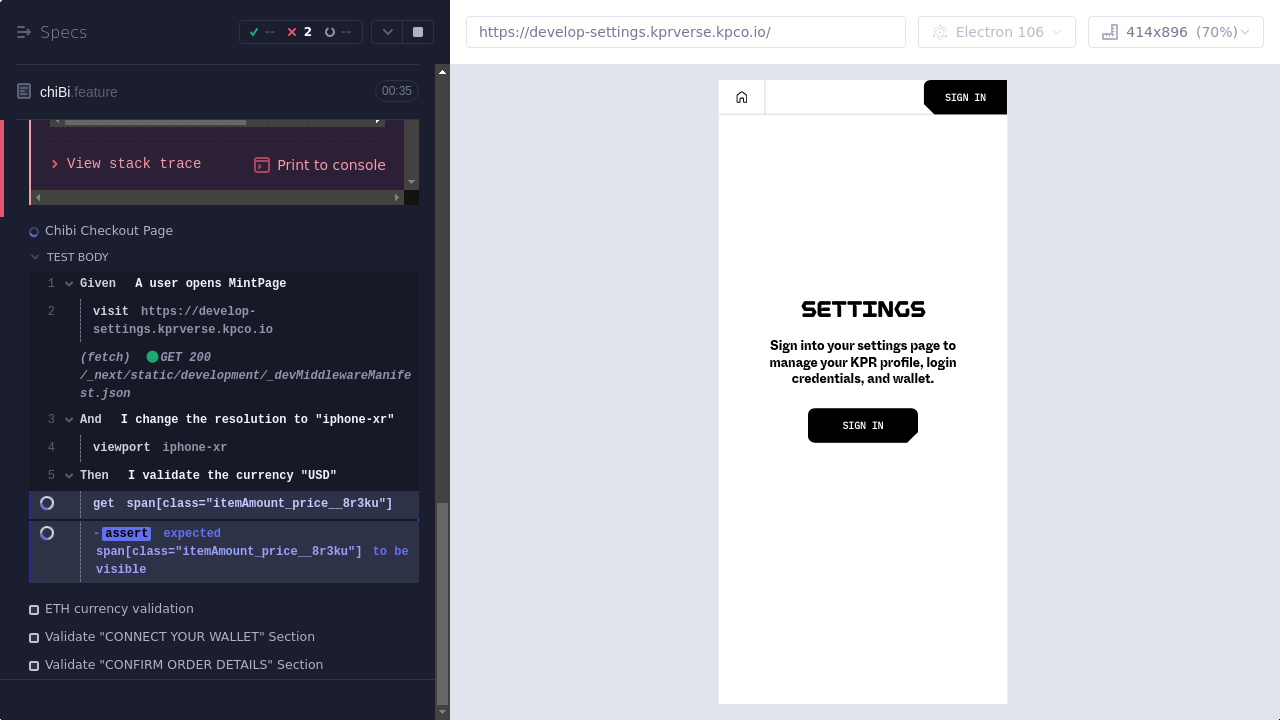 Specs
-- 2 --
chiBi.feature
00:35
View stack trace
Print to console
Chibi Checkout Page
TEST BODY
1 Given A user opens MintPage
2 visit https://develop-
settings.kprverse.kpco.io
(fetch) GET 200
/_next/static/development/_devMiddlewareManife
st.json
3 And I change the resolution to "iphone-xr"
4 viewport iphone-xr
5 Then I validate the currency "USD"
get span[class="itemAmount_price__8r3ku"]
-assert expected
span[class="itemAmount_price__8r3ku"] to be
visible
ETH currency validation
Validate "CONNECT YOUR WALLET" Section
Validate "CONFIRM ORDER DETAILS" Section
https://develop-settings.kprverse.kpco.io/
Electron 106
414x896 (70%)
SIGN IN
SETTINGS
Sign into your settings page to
manage your KPR profile, login
credentials, and wallet.
SIGN IN